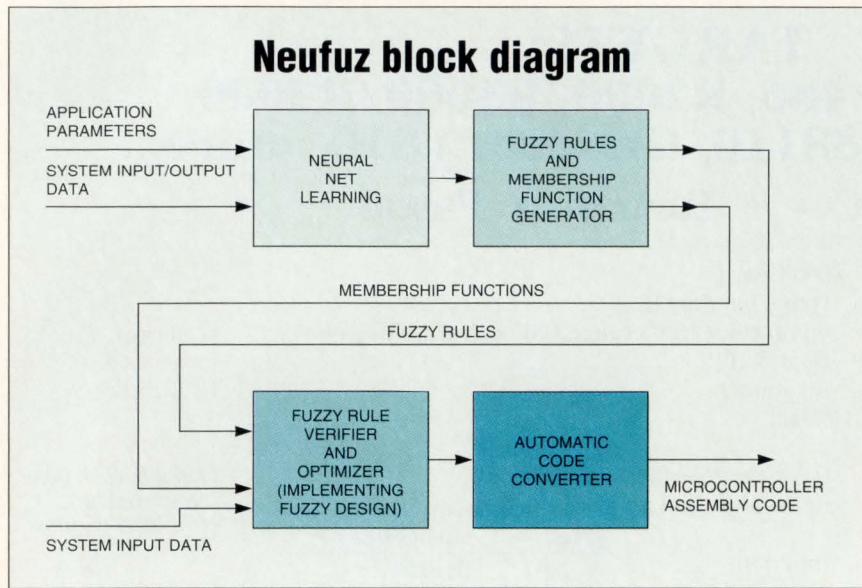 Neufuz block diagram
APPLICATION
PARAMETERS
SYSTEM INPUT/OUTPUT
DATA
NEURAL
NET
LEARNING
FUZZY RULES
AND
MEMBERSHIP
FUNCTION
GENERATOR
MEMBERSHIP FUNCTIONS
FUZZY RULES
FUZZY RULE
VERIFIER
AND
OPTIMIZER
(IMPLEMENTING
FUZZY DESIGN)
AUTOMATIC
CODE
CONVERTER
MICROCONTROLLER
ASSEMBLY CODE
SYSTEM INPUT DATA